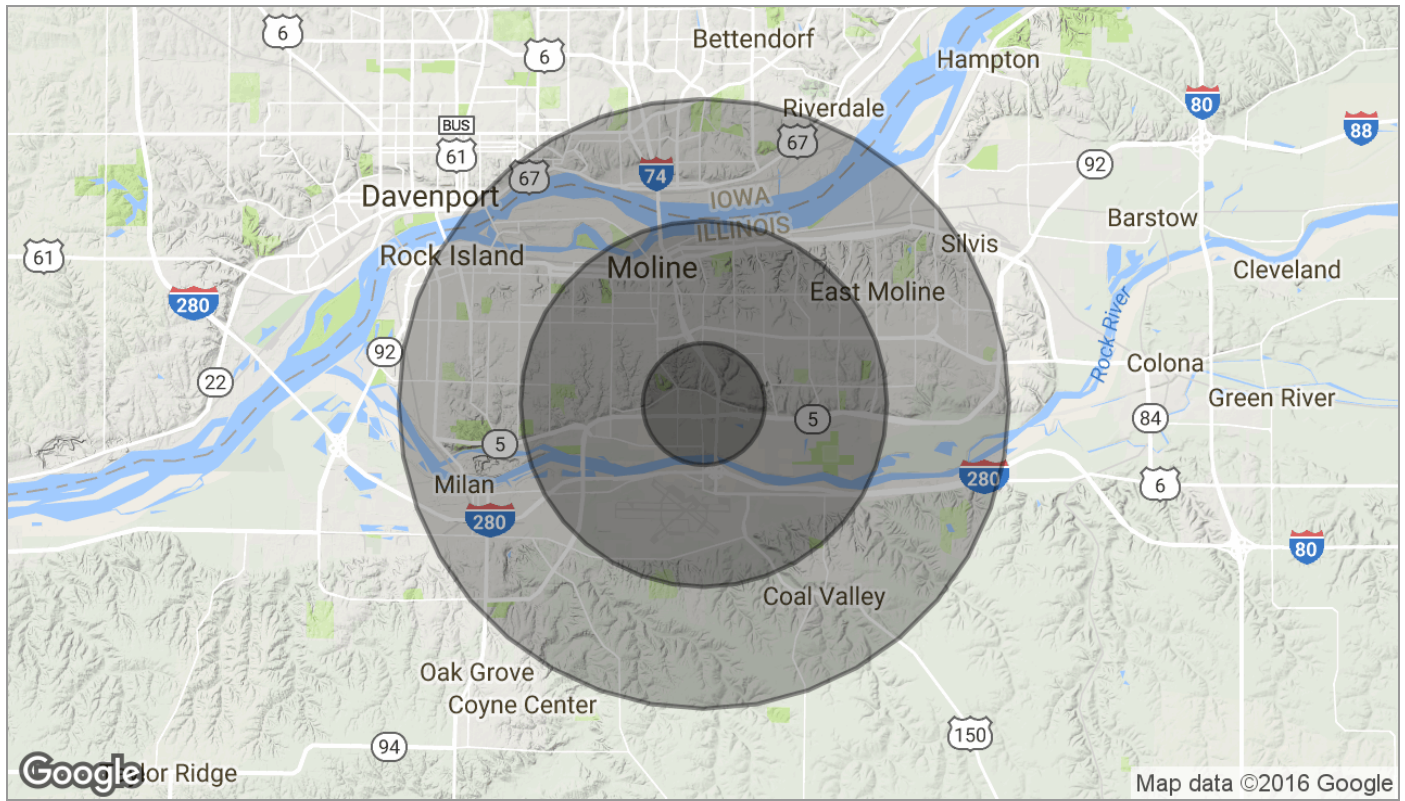 6
Bettendorf
6
Hampton
80
Riverdale
88
BUS
61
67
67
92
74
Davenport
IOWA
ILLINOIS
Barstow
61
Rock Island
Moline
Silvis
Cleveland
East Moline
280
Rock River
92
Colona
22
Green River
5
84
5
Milan
280
6
280
80
Coal Valley
Oak Grove
Coyne Center
150
94
Google
Ridge
Map data ©2016 Google